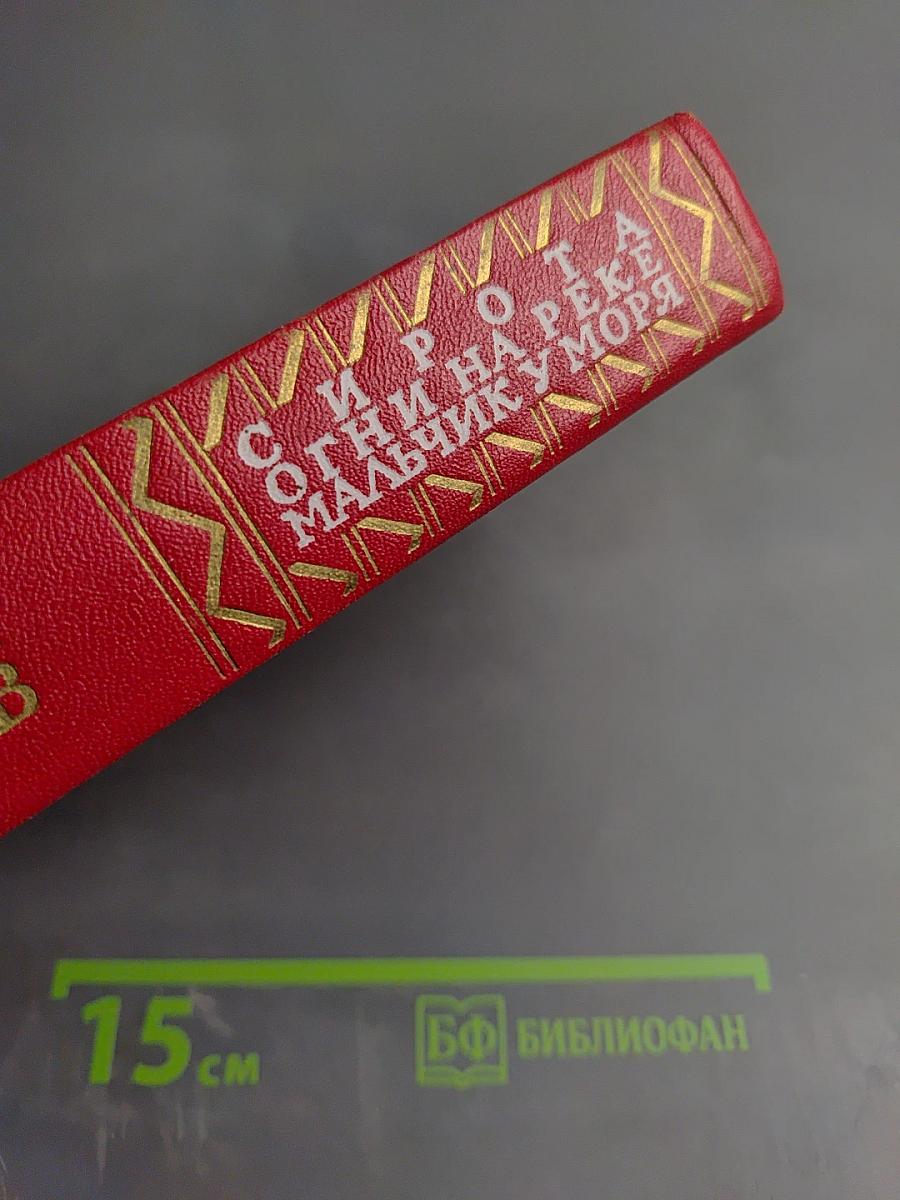 СИРОТА
ОГНИ НА РЕКЕ
МАЛЬЧИК У МОРЯ
В
15 см
БФ БИБЛИОФАН